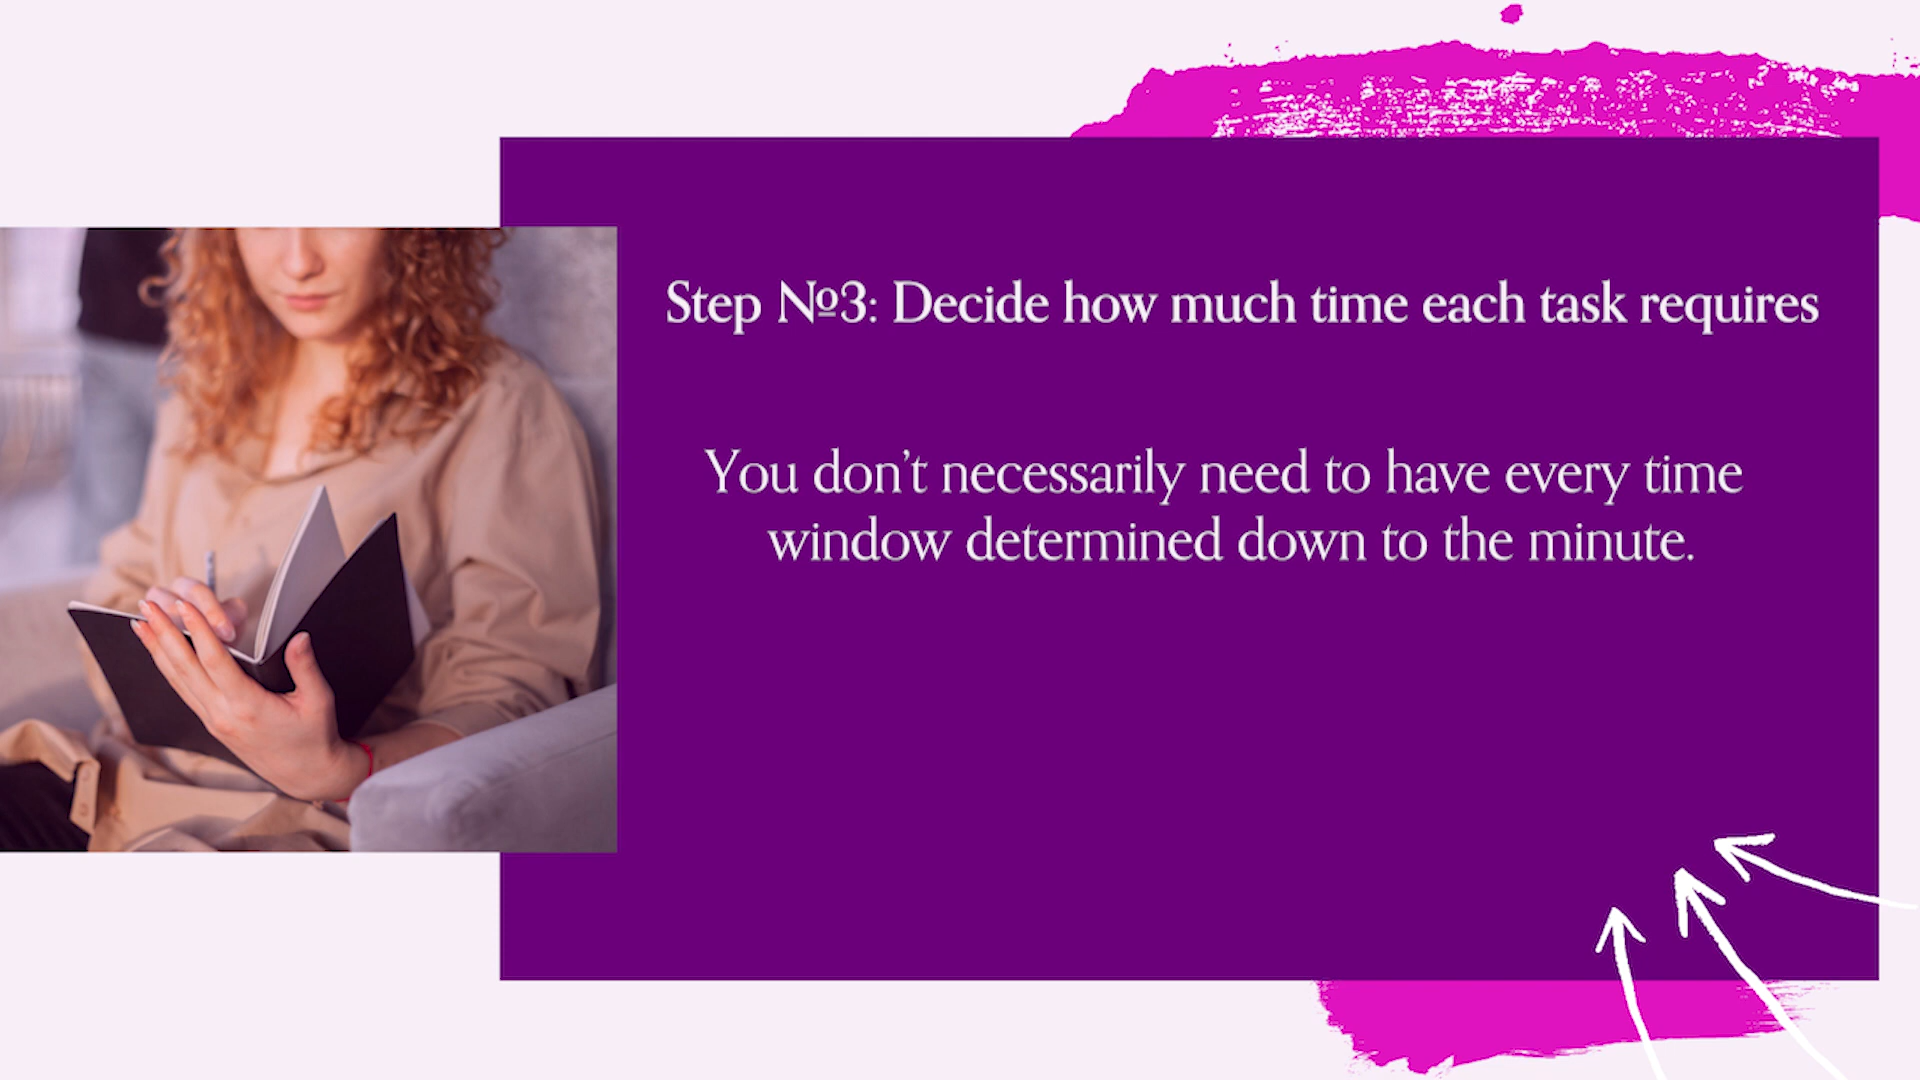 Step №3: Decide how much time each task requires
You don't necessarily need to have every time
window determined down to the minute.